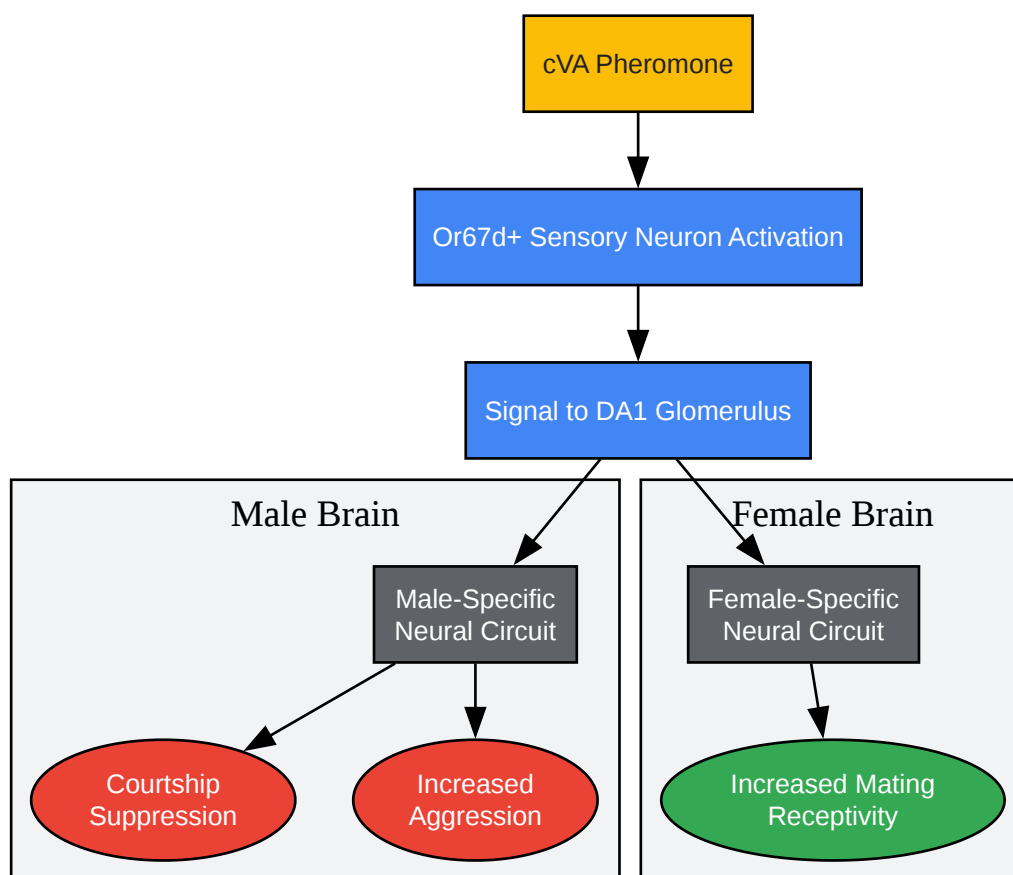 cVA Pheromone
Or67d+ Sensory Neuron Activation
Signal to DA1 Glomerulus
Male Brain
Female Brain
Male-Specific
Neural Circuit
Female-Specific
Neural Circuit
Courtship
Suppression
Increased
Aggression
Increased Mating
Receptivity